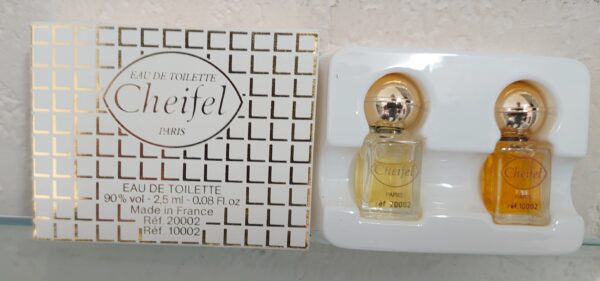 EAU DE TOILETTE
Cheifel
PARIS
EAU DE TOILETTE
90% vol - 2,5 ml - 0.08 Fl oz
Made in France
Réf. 20002
Réf. 10002
Cheifel
PARIS
réf 20002
Cheifel
PARIS
réf. 10002